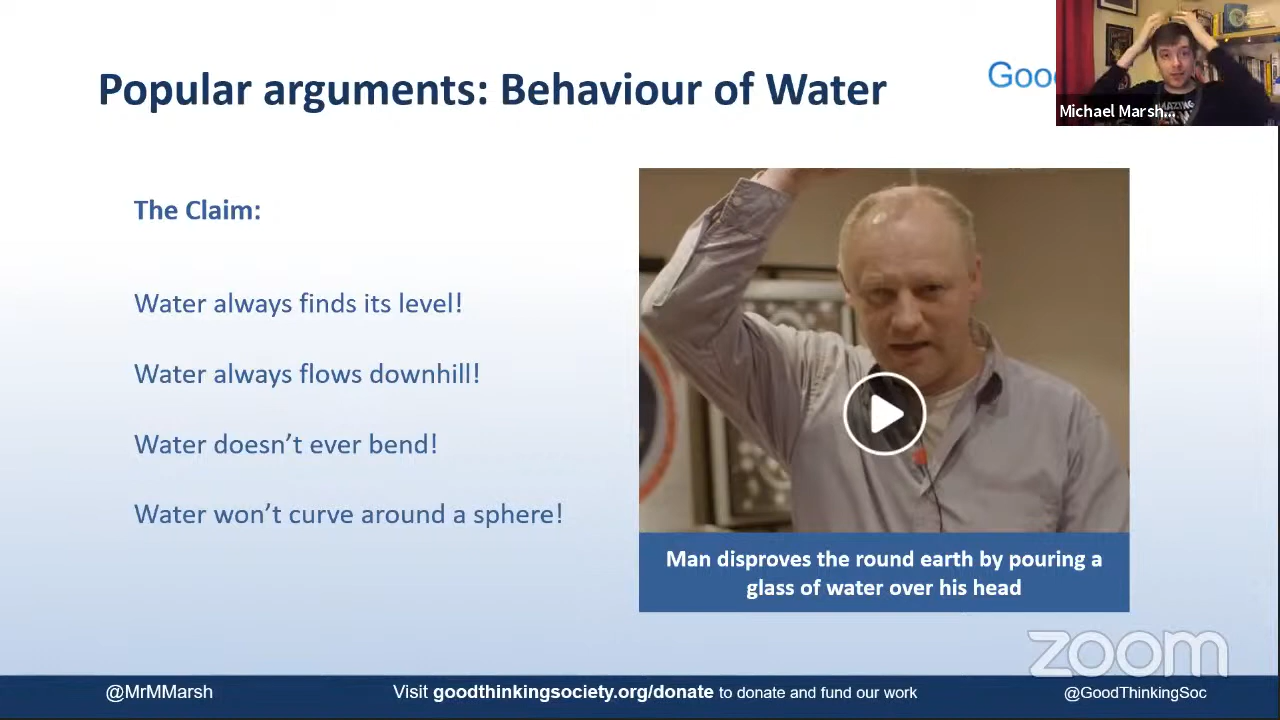 Popular arguments: Behaviour of Water
Goo
Michael Marsh...
The Claim:
Water always finds its level!
Water always flows downhill!
Water doesn’t ever bend!
Water won’t curve around a sphere!
Man disproves the round earth by pouring a
glass of water over his head
zoom
@MrMMarsh
Visit goodthinkingsociety.org/donate to donate and fund our work
@GoodThinkingSoc